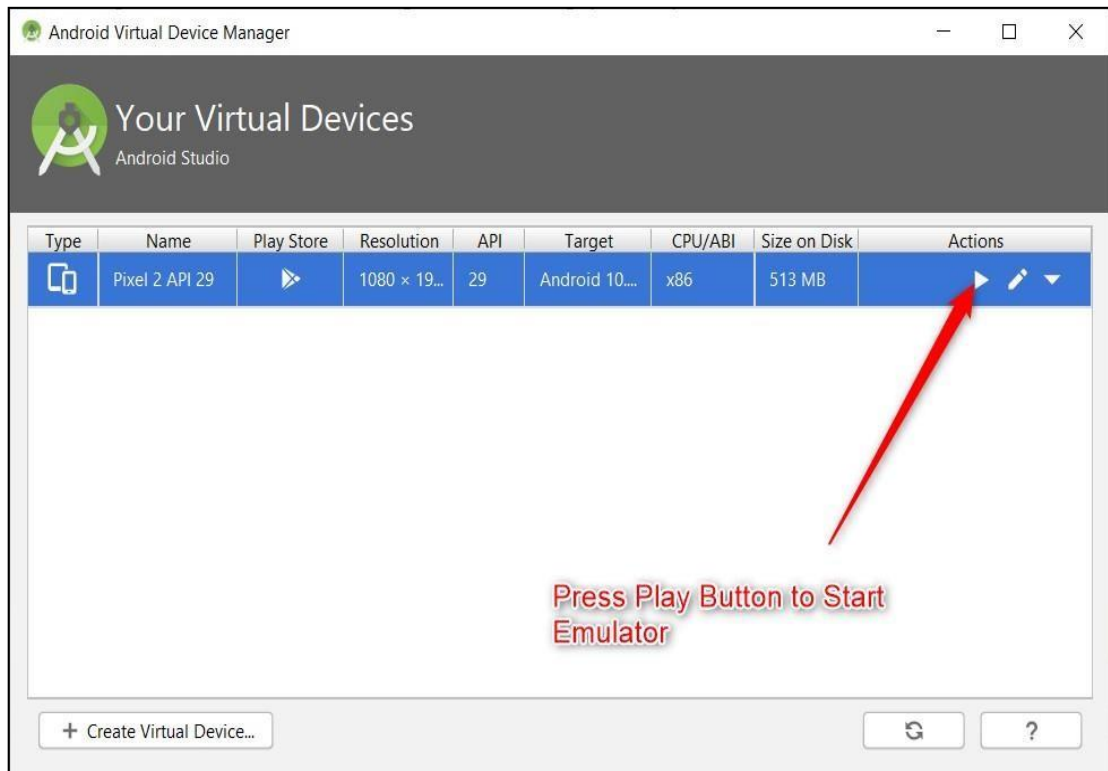 Android Virtual Device Manager
Your Virtual Devices
Android Studio
Type Name Play Store Resolution API Target CPU/ABI Size on Disk Actions
Pixel 2 API 29 1080 × 19... 29 Android 10.... x86 513 MB
Press Play Button to Start
Emulator
+ Create Virtual Device... ?